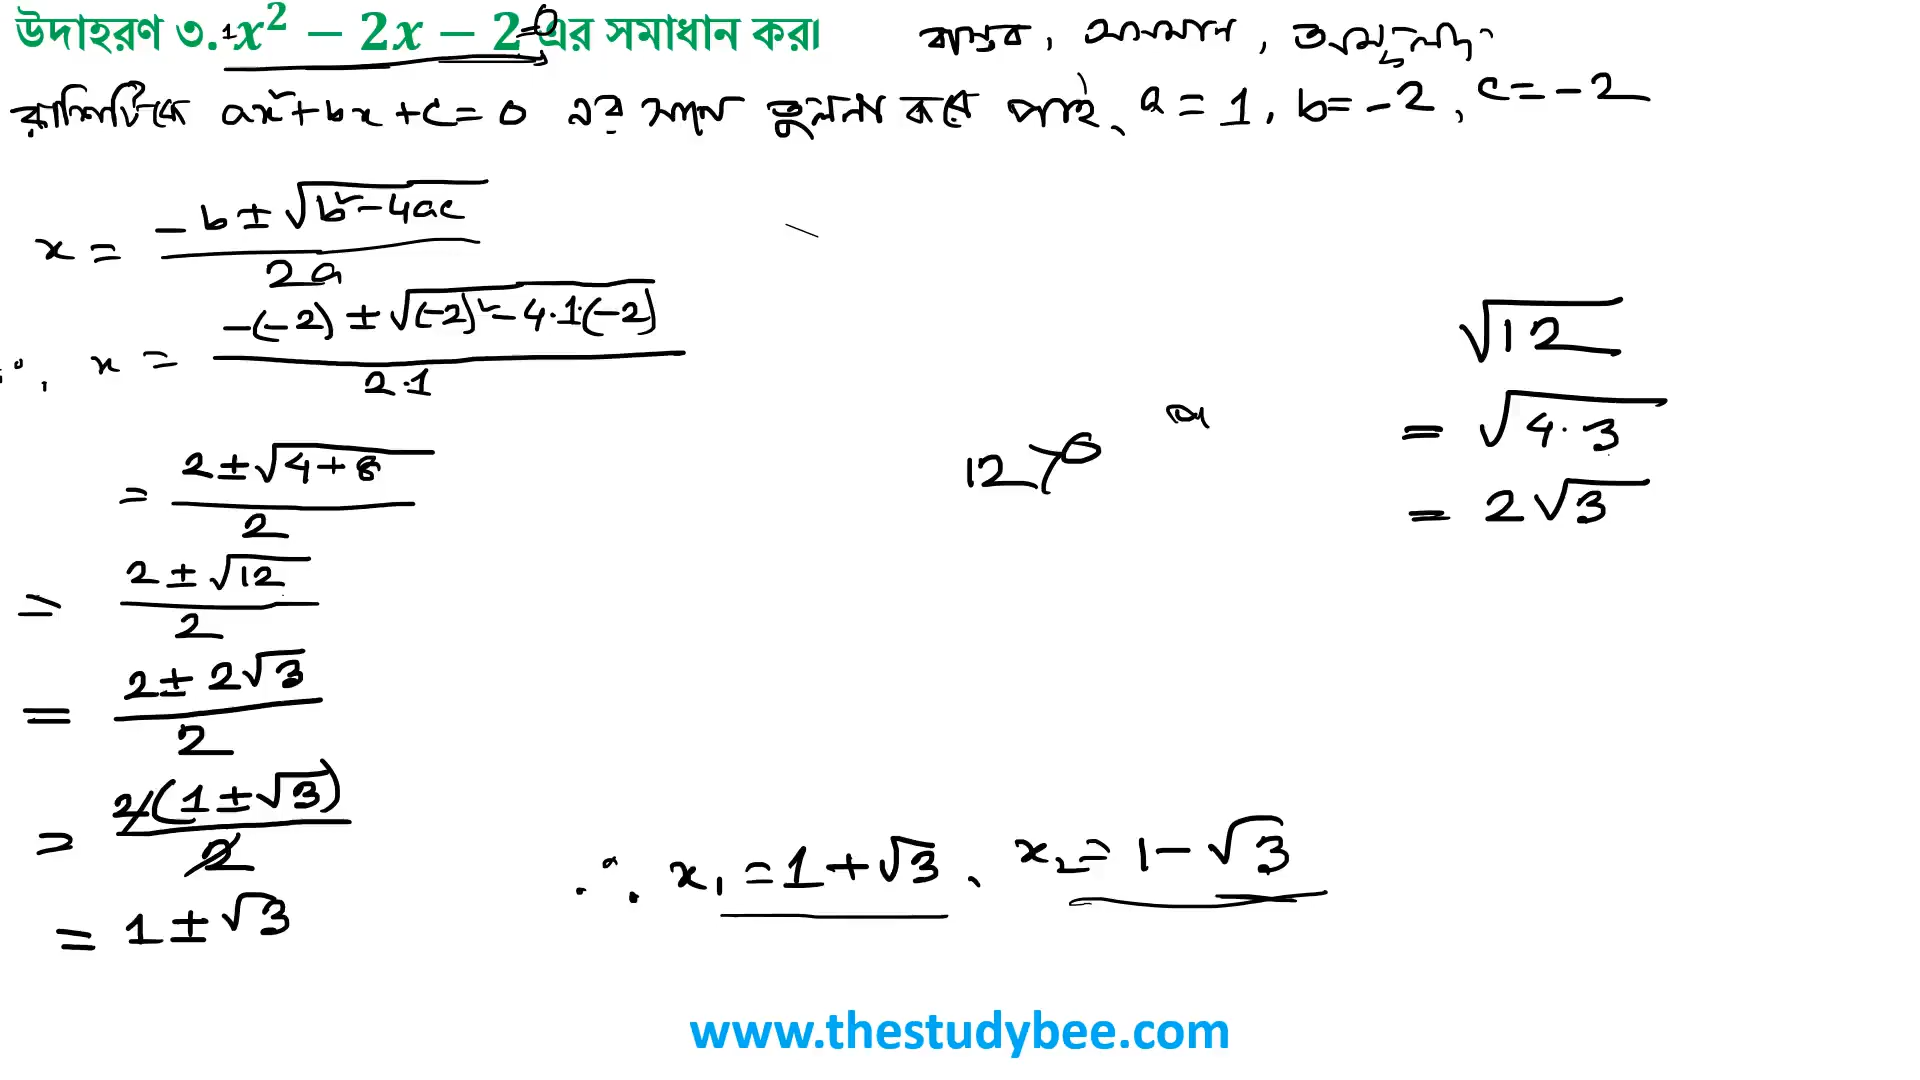 উদাহরণ ৩. 1x² − 2x − 2 =0 এর সমাধান কর।
বাস্তব, অসমান, অমূলদ
রাশিটিকে ax²+bx+c=0 এর সাথে তুলনা করে পাই, a = 1, b= -2, c= -2
x = (-b ± √(b²-4ac)) / 2a
∴ x = (-(-2) ± √((-2)² - 4·1·(-2))) / 2·1
= (2 ± √(4+8)) / 2
= (2 ± √12) / 2
= (2 ± 2√3) / 2
= 2(1 ± √3) / 2
= 1 ± √3
12 > 0
√12
= √(4·3)
= 2√3
∴ x₁ = 1+√3, x₂ = 1-√3
www.thestudybee.com